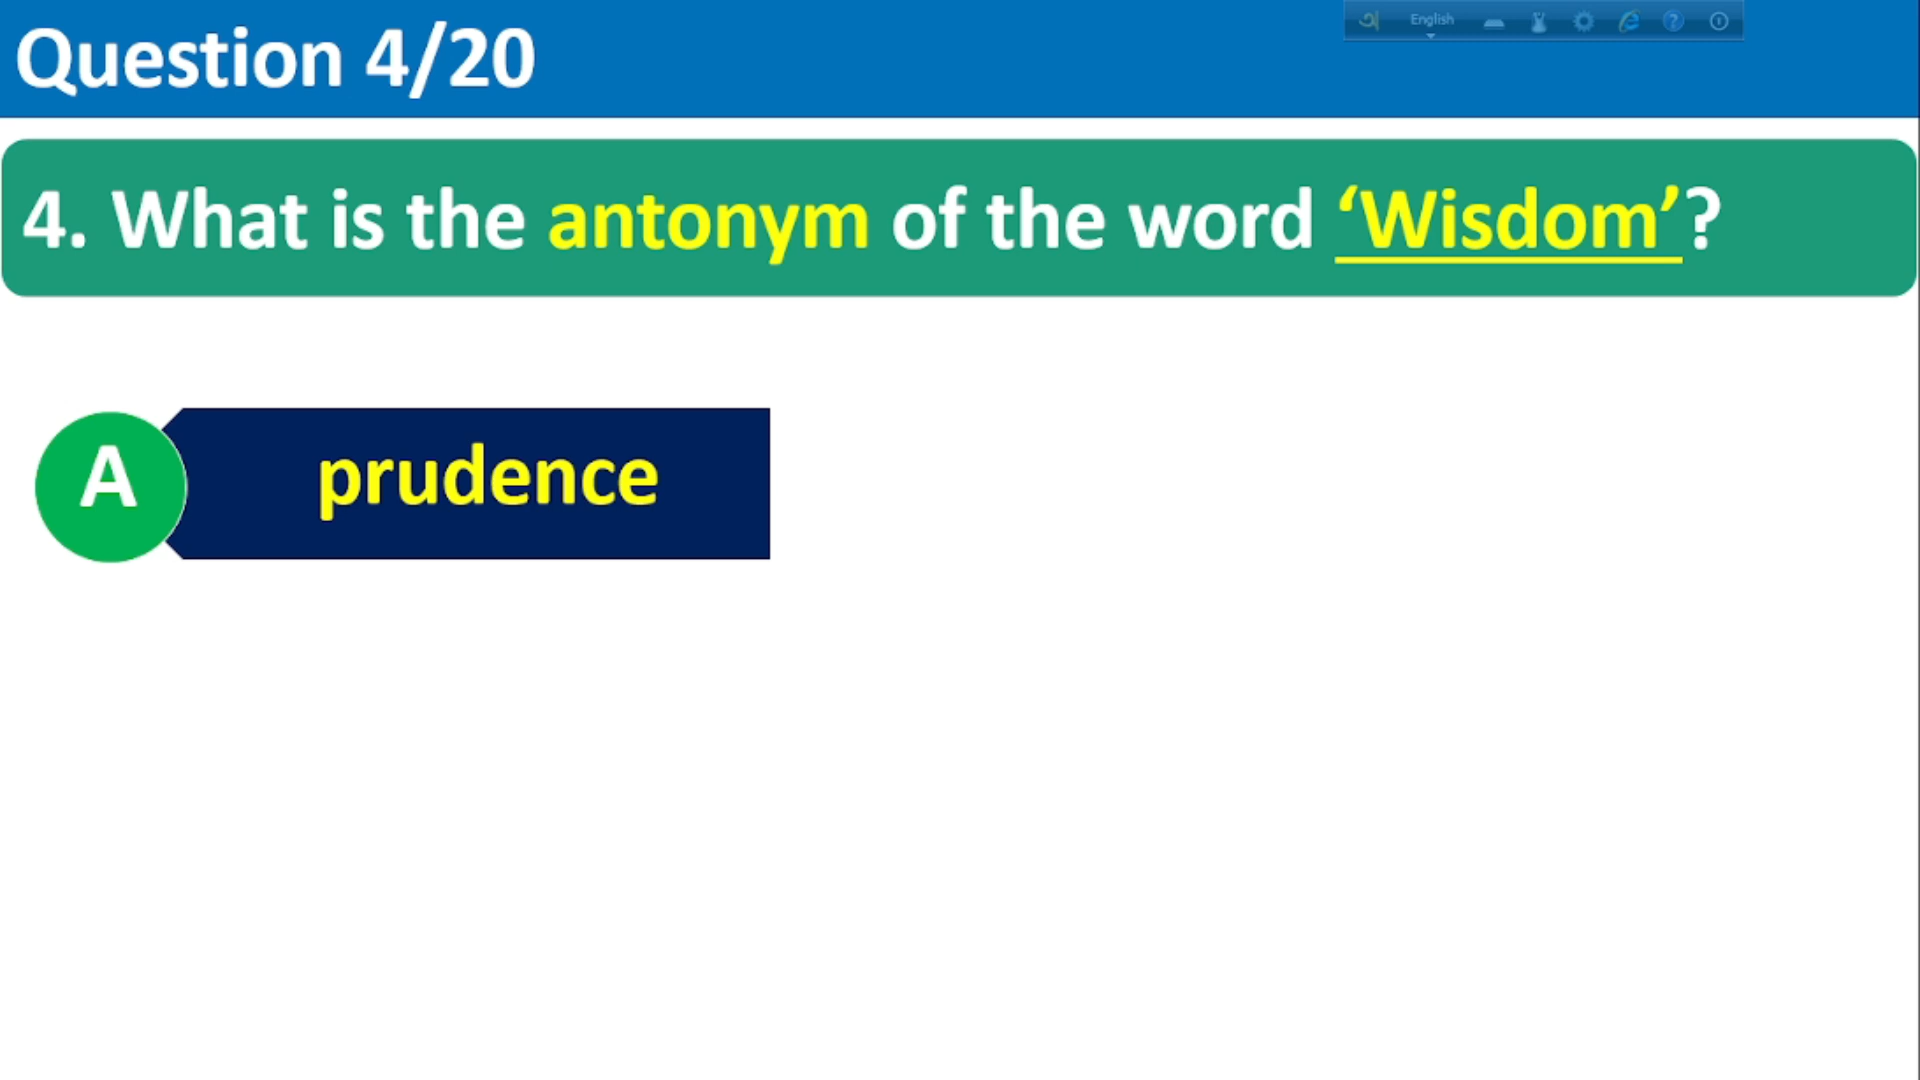 Question 4/20
English
4. What is the antonym of the word ‘Wisdom’?
A prudence